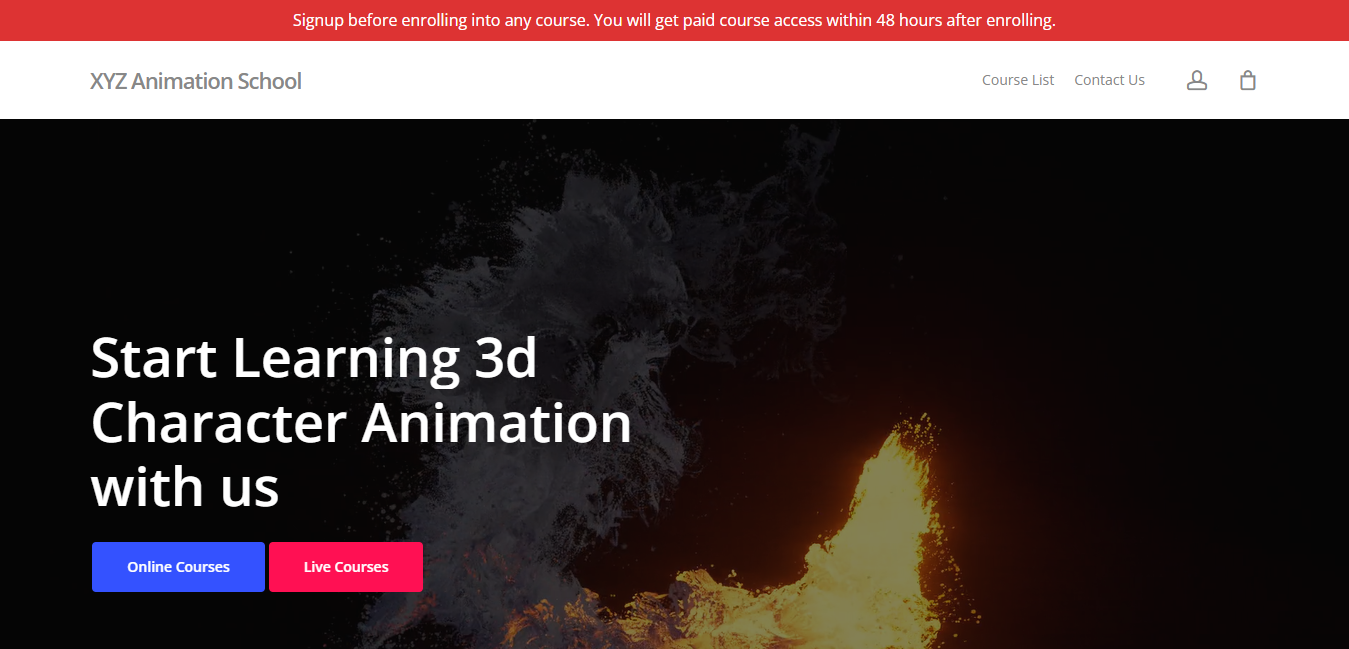 Signup before enrolling into any course. You will get paid course access within 48 hours after enrolling.
XYZ Animation School
Course List
Contact Us
Start Learning 3d
Character Animation
with us
Online Courses
Live Courses